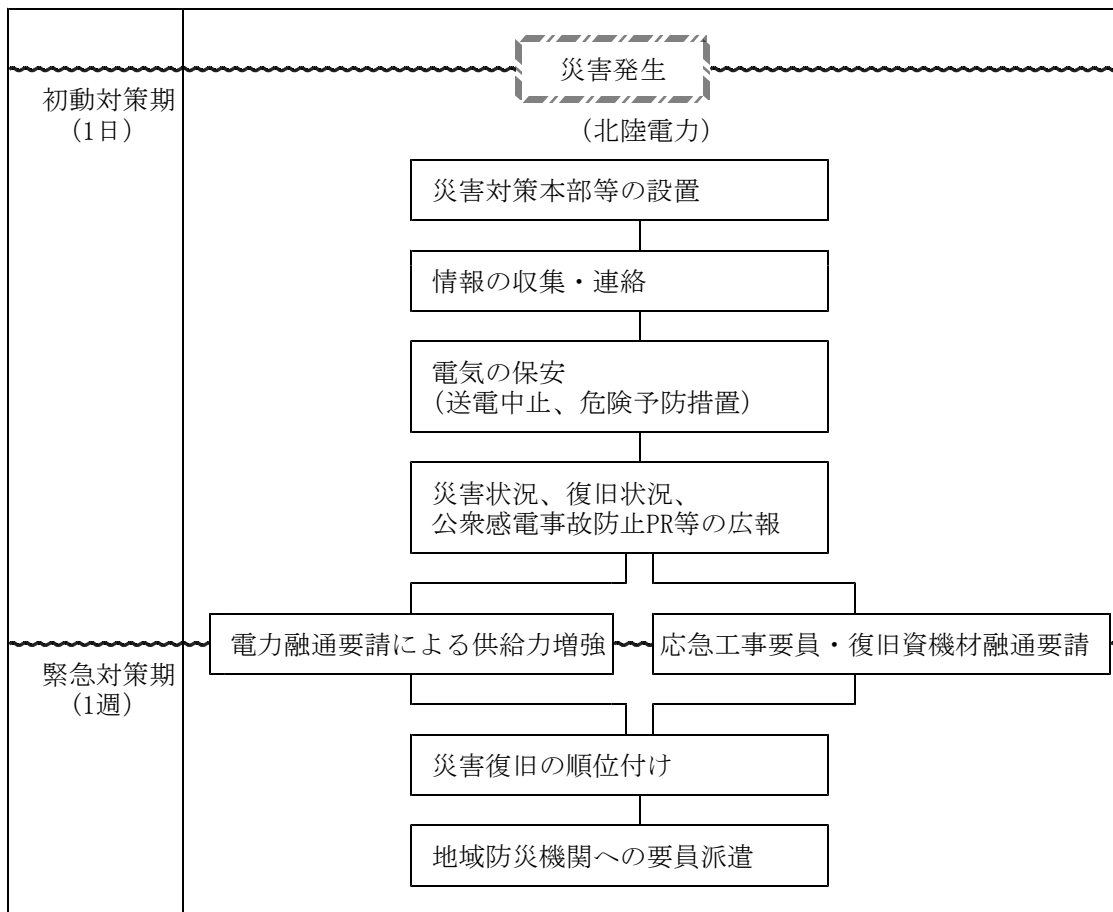 災害発生
初動対策期
(1日)
(北陸電力)
災害対策本部等の設置
情報の収集・連絡
電気の保安
(送電中止、危険予防措置)
災害状況、復旧状況、
公衆感電事故防止PR等の広報
電力融通要請による供給力増強
応急工事要員・復旧資機材融通要請
緊急対策期
(1週)
災害復旧の順位付け
地域防災機関への要員派遣